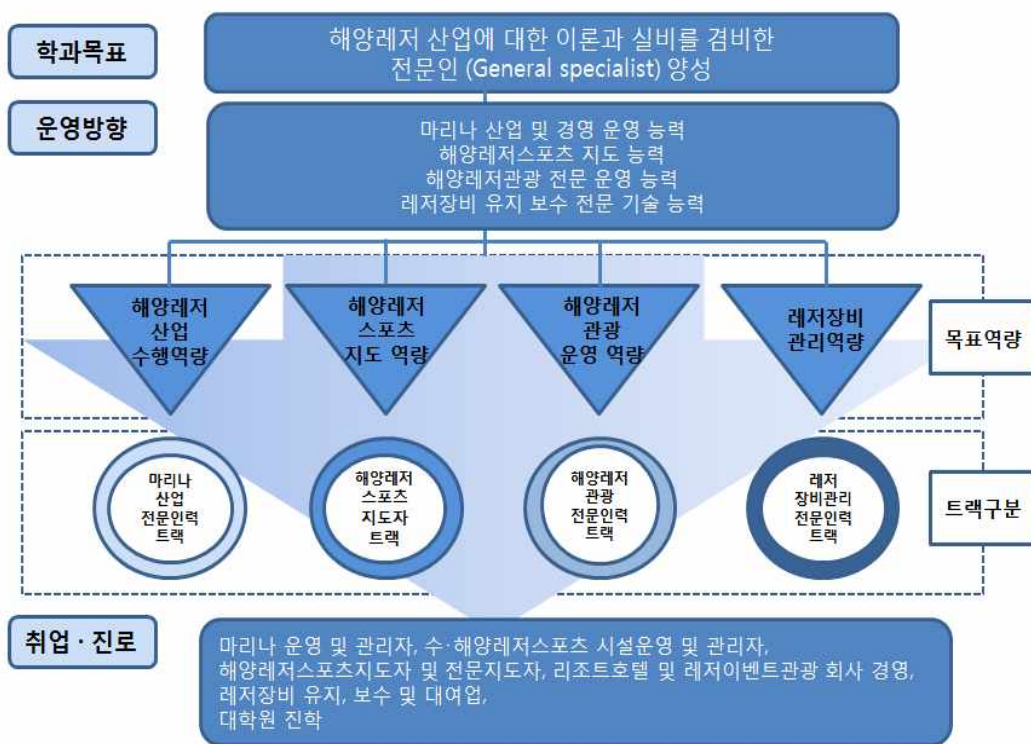 학과목표
해양레저 산업에 대한 이론과 실비를 겸비한
전문인 (General specialist) 양성
운영방향
마리나 산업 및 경영 운영 능력
해양레저스포츠 지도 능력
해양레저관광 전문 운영 능력
레저장비 유지 보수 전문 기술 능력
해양레저
산업
수행역량
해양레저
스포츠
지도 역량
해양레저
관광
운영 역량
레저장비
관리역량
목표역량
마리나
산업
전문인력
트랙
해양레저
스포츠
지도자
트랙
해양레저
관광
전문인력
트랙
레저
장비관리
전문인력
트랙
트랙구분
취업 · 진로
마리나 운영 및 관리자, 수·해양레저스포츠 시설운영 및 관리자,
해양레저스포츠지도자 및 전문지도자, 리조트호텔 및 레저이벤트관광 회사 경영,
레저장비 유지, 보수 및 대여업,
대학원 진학